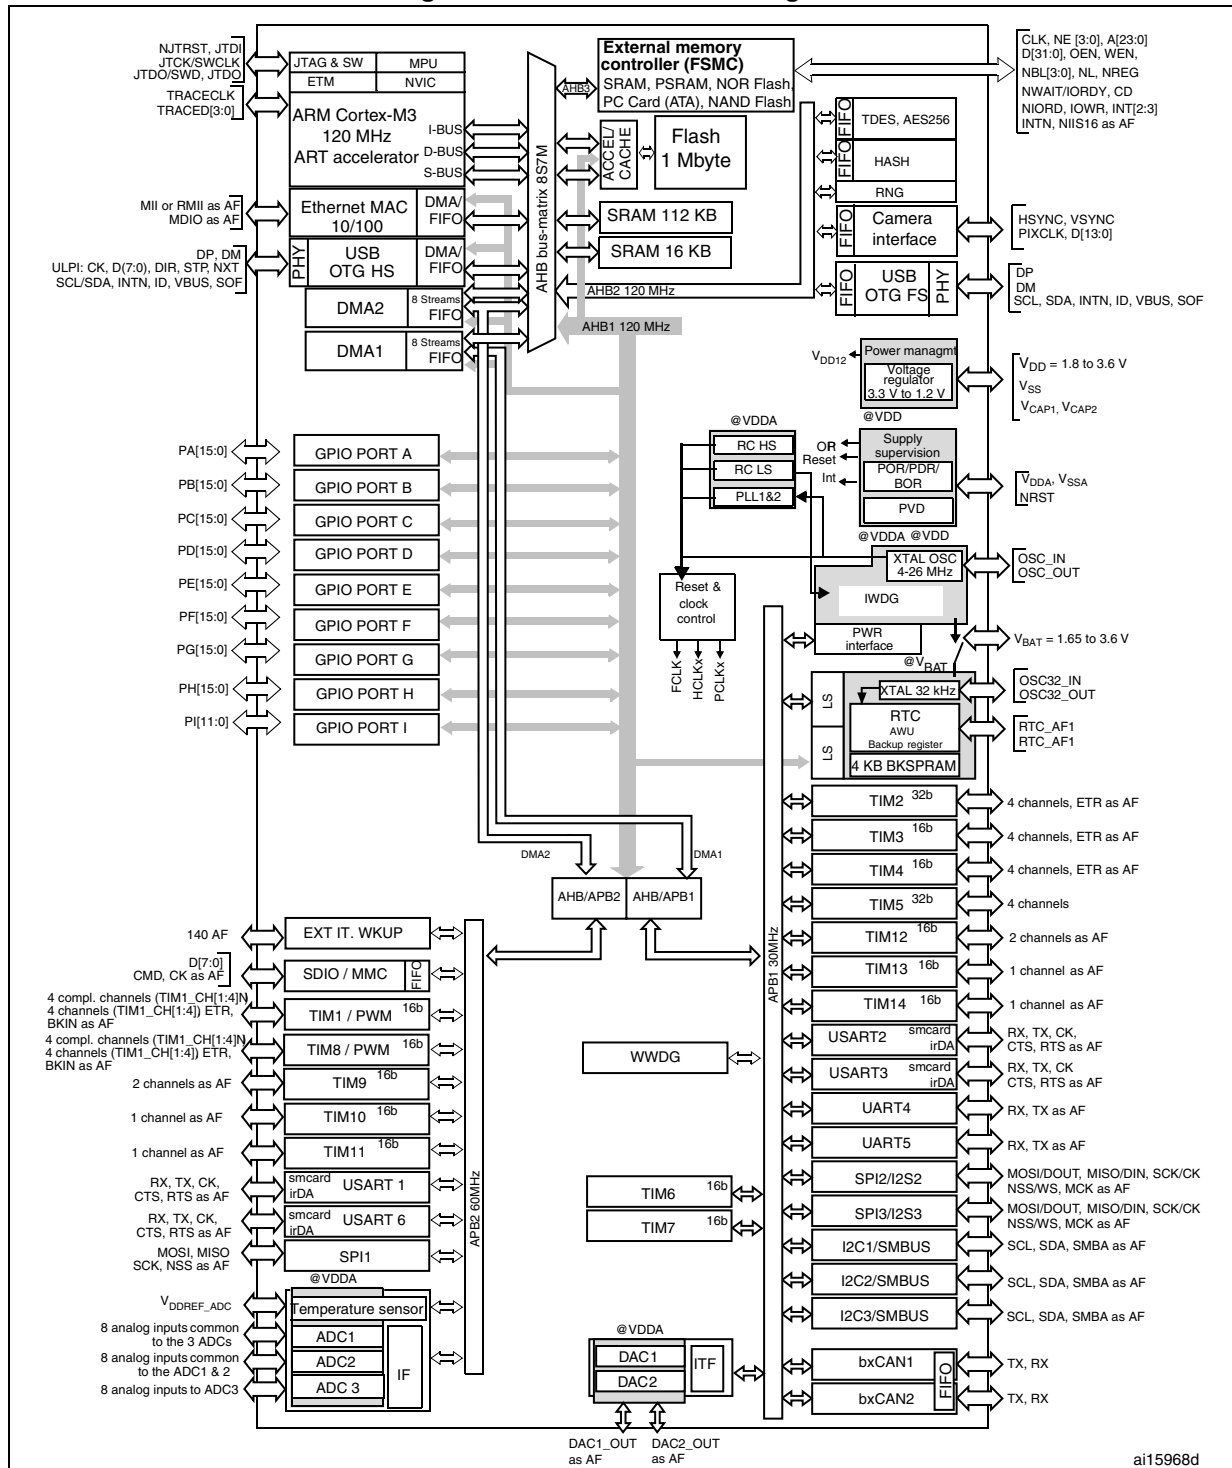 NJTRST, JTDI
JTCK/SWCLK
JTDO/SWD, JTDO
TRACECLK
TRACED[3:0]
JTAG & SW
MPU
ETM
NVIC
ARM Cortex-M3
120 MHz
ART accelerator
I-BUS
D-BUS
S-BUS
MII or RMII as AF
MDIO as AF
Ethernet MAC
10/100
DMA/
FIFO
DP, DM
ULPI: CK, D(7:0), DIR, STP, NXT
SCL/SDA, INTN, ID, VBUS, SOF
PHY
USB
OTG HS
DMA/
FIFO
DMA2
8 Streams
FIFO
DMA1
8 Streams
FIFO
AHB bus-matrix 8S7M
AHB3
External memory
controller (FSMC)
SRAM, PSRAM, NOR Flash,
PC Card (ATA), NAND Flash
CLK, NE [3:0], A[23:0]
D[31:0], OEN, WEN,
NBL[3:0], NL, NREG
NWAIT/IORDY, CD
NIORD, IOWR, INT[2:3]
INTN, NIIS16 as AF
ACCEL/
CACHE
Flash
1 Mbyte
SRAM 112 KB
SRAM 16 KB
AHB2 120 MHz
AHB1 120 MHz
FIFO
TDES, AES256
FIFO
HASH
RNG
FIFO
Camera
interface
HSYNC, VSYNC
PIXCLK, D[13:0]
FIFO
USB
OTG FS
PHY
DP
DM
SCL, SDA, INTN, ID, VBUS, SOF
VDD12
Power managmt
Voltage
regulator
3.3 V to 1.2 V
VDD = 1.8 to 3.6 V
VSS
VCAP1, VCAP2
@VDD
@VDDA
RC HS
RC LS
PLL1&2
Reset
Int
Supply
supervision
POR/PDR/
BOR
PVD
VDDA, VSSA
NRST
@VDDA
@VDD
XTAL OSC
4-26 MHz
OSC_IN
OSC_OUT
IWDG
Reset &
clock
control
FCLK
HCLKx
PCLKx
PWR
interface
VBAT = 1.65 to 3.6 V
@VBAT
LS
LS
XTAL 32 kHz
OSC32_IN
OSC32_OUT
RTC
AWU
Backup register
4 KB BKSPRAM
RTC_AF1
RTC_AF1
PA[15:0]
GPIO PORT A
PB[15:0]
GPIO PORT B
PC[15:0]
GPIO PORT C
PD[15:0]
GPIO PORT D
PE[15:0]
GPIO PORT E
PF[15:0]
GPIO PORT F
PG[15:0]
GPIO PORT G
PH[15:0]
GPIO PORT H
PI[11:0]
GPIO PORT I
DMA2
DMA1
AHB/APB2
AHB/APB1
140 AF
EXT IT. WKUP
D[7:0]
CMD, CK as AF
SDIO / MMC
FIFO
4 compl. channels (TIM1_CH[1:4]N
4 channels (TIM1_CH[1:4]) ETR,
BKIN as AF
TIM1 / PWM
16b
4 compl. channels (TIM1_CH[1:4]N
4 channels (TIM1_CH[1:4]) ETR,
BKIN as AF
TIM8 / PWM
16b
2 channels as AF
TIM9
16b
1 channel as AF
TIM10
16b
1 channel as AF
TIM11
16b
RX, TX, CK,
CTS, RTS as AF
smcard
irDA
USART 1
RX, TX, CK,
CTS, RTS as AF
smcard
irDA
USART 6
MOSI, MISO
SCK, NSS as AF
SPI1
@VDDA
VDDREF_ADC
Temperature sensor
8 analog inputs common
to the 3 ADCs
ADC1
8 analog inputs common
to the ADC1 & 2
ADC2
8 analog inputs to ADC3
ADC 3
IF
APB2 60MHz
WWDG
TIM6
16b
TIM7
16b
@VDDA
DAC1
DAC2
ITF
DAC1_OUT
as AF
DAC2_OUT
as AF
APB1 30MHz
TIM2
32b
4 channels, ETR as AF
TIM3
16b
4 channels, ETR as AF
TIM4
16b
4 channels, ETR as AF
TIM5
32b
4 channels
TIM12
16b
2 channels as AF
TIM13
16b
1 channel as AF
TIM14
16b
1 channel as AF
USART2
smcard
irDA
RX, TX, CK,
CTS, RTS as AF
USART3
smcard
irDA
RX, TX, CK
CTS, RTS as AF
UART4
RX, TX as AF
UART5
RX, TX as AF
SPI2/I2S2
MOSI/DOUT, MISO/DIN, SCK/CK
NSS/WS, MCK as AF
SPI3/I2S3
MOSI/DOUT, MISO/DIN, SCK/CK
NSS/WS, MCK as AF
I2C1/SMBUS
SCL, SDA, SMBA as AF
I2C2/SMBUS
SCL, SDA, SMBA as AF
I2C3/SMBUS
SCL, SDA, SMBA as AF
bxCAN1
TX, RX
bxCAN2
TX, RX
FIFO
ai15968d